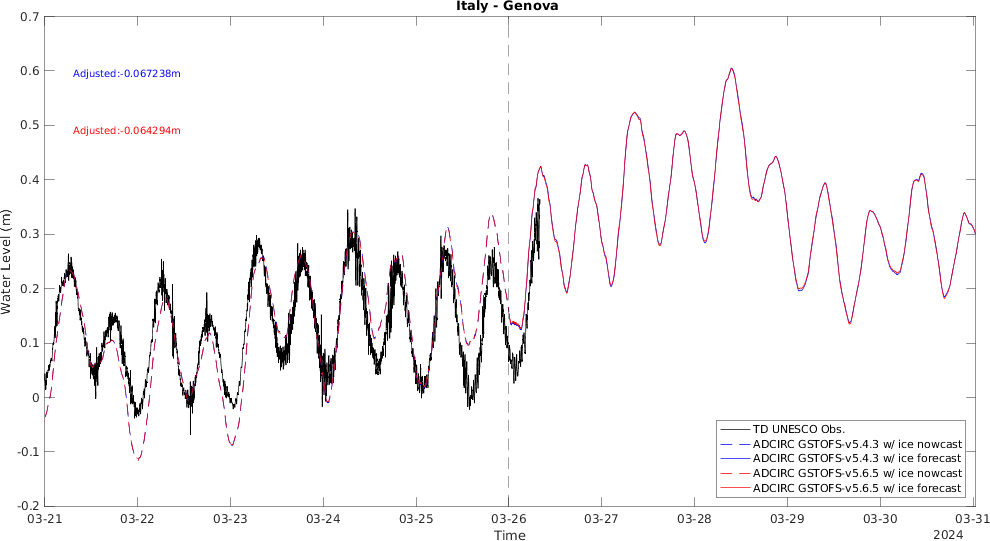 Italy - Genova
0.7
0.6
0.5
0.4
0.3
0.2
0.1
0
-0.1
-0.2
Water Level (m)
Adjusted:-0.067238m
Adjusted:-0.064294m
TD UNESCO Obs.
ADCIRC GSTOFS-v5.4.3 w/ ice nowcast
ADCIRC GSTOFS-v5.4.3 w/ ice forecast
ADCIRC GSTOFS-v5.6.5 w/ ice nowcast
ADCIRC GSTOFS-v5.6.5 w/ ice forecast
03-21 03-22 03-23 03-24 03-25 03-26 03-27 03-28 03-29 03-30 03-31
Time
2024